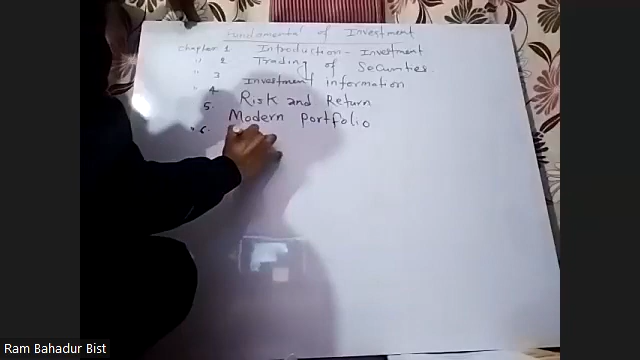 Fundamental of Investment
Chapter 1 Introduction - Investment
" 2 Trading of Securities.
" 3 Investment information
" 4 Risk and Return
5. Modern portfolio
" 6.
Ram Bahadur Bist